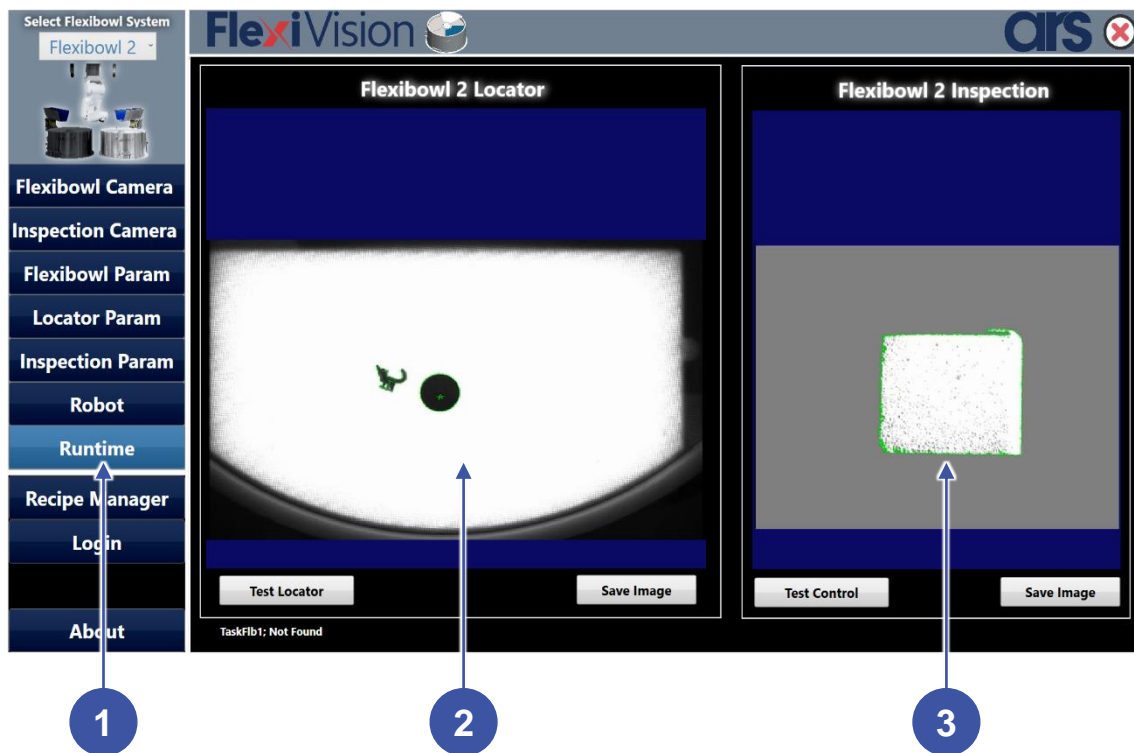 Select Flexibowl System
Flexibowl 2
Flexibowl Camera
Inspection Camera
Flexibowl Param
Locator Param
Inspection Param
Robot
Runtime
Recipe Manager
Login
About
FlexiVision
ars
Flexibowl 2 Locator
Test Locator
Save Image
TaskFlb1; Not Found
Flexibowl 2 Inspection
Test Control
Save Image
1
2
3